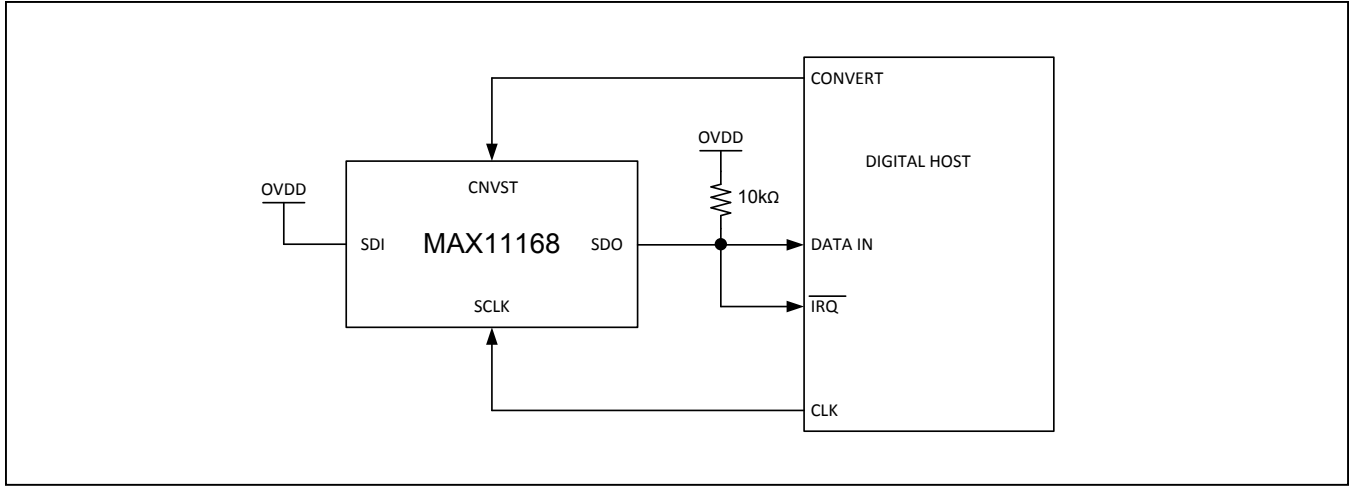 CONVERT
OVDD
DIGITAL HOST
CNVST
OVDD
10kΩ
SDI
MAX11168
SDO
DATA IN
SCLK
IRQ
CLK